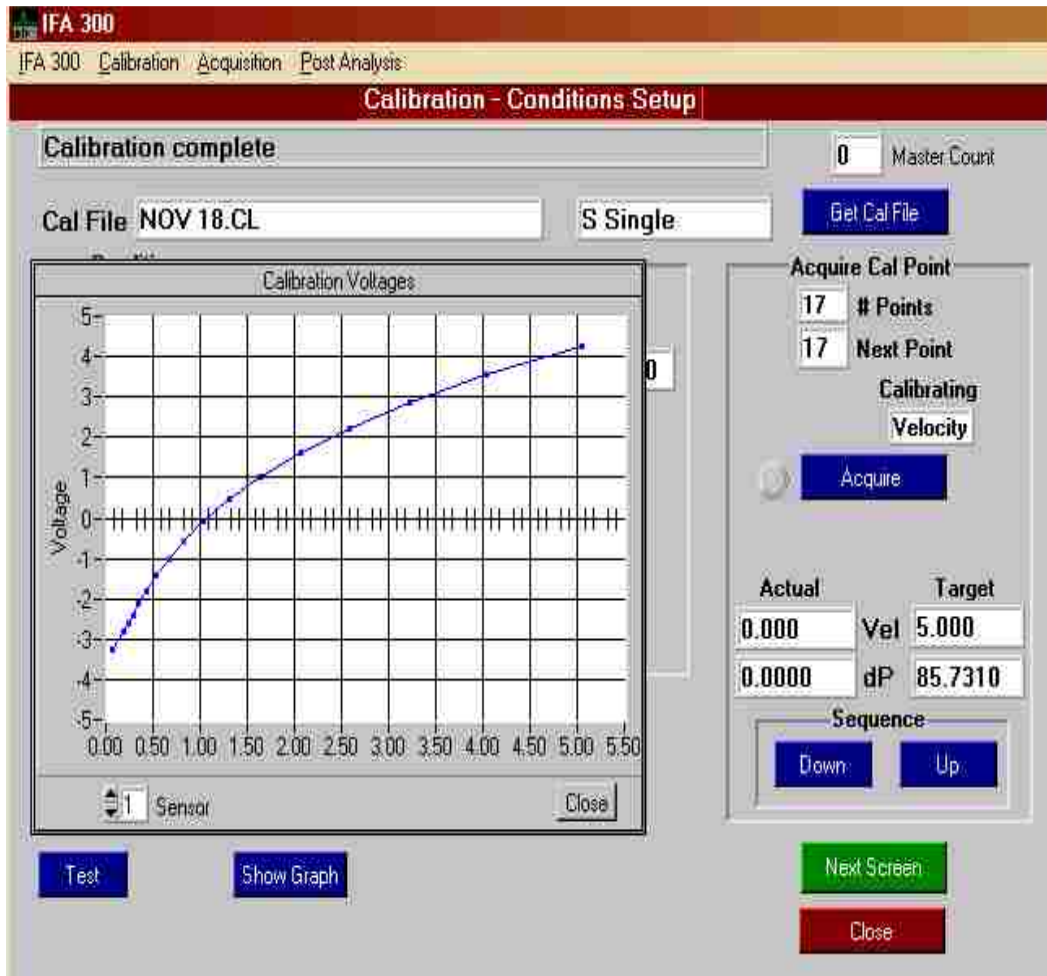 IFA 300
IFA 300 Calibration Acquisition Post Analysis
Calibration - Conditions Setup
Calibration complete
0 Master Count
Cal File NOV 18.CL S Single Get Cal File
Calibration Voltages
5
4
3
2
1
0
-1
-2
-3
-4
-5
Voltage
0.00 0.50 1.00 1.50 2.00 2.50 3.00 3.50 4.00 4.50 5.00 5.50
1 Sensor Close
0
Acquire Cal Point
17 # Points
17 Next Point
Calibrating
Velocity
Acquire
Actual Target
0.000 Vel 5.000
0.0000 dP 85.7310
Sequence
Down Up
Test Show Graph
Next Screen
Close